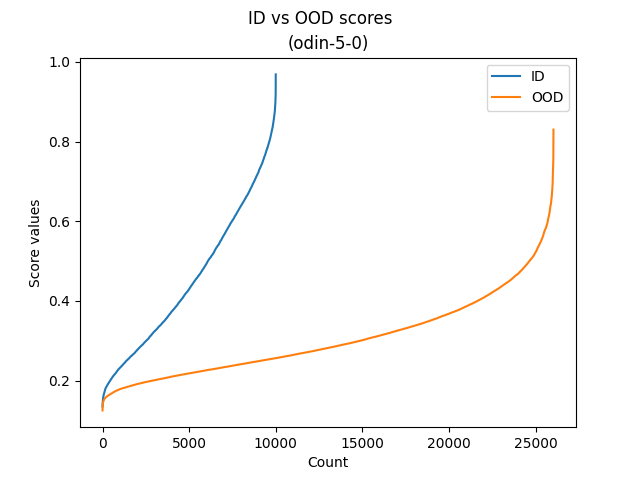 ID vs OOD scores
(odin-5-0)
ID
OOD
1.0
0.8
0.6
0.4
0.2
Score values
0
5000
10000
15000
20000
25000
Count